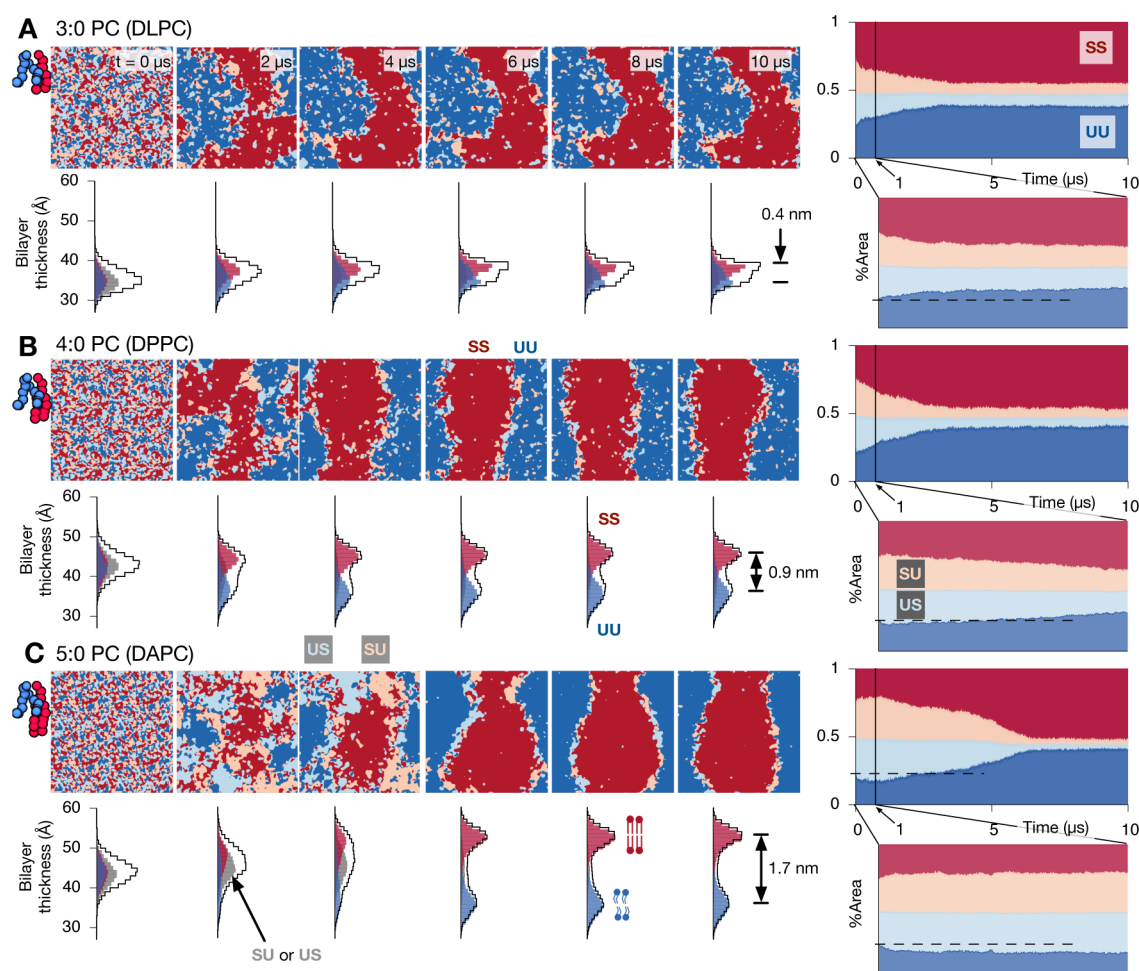 A 3:0 PC (DLPC)
t = 0 µs
2 µs
4 µs
6 µs
8 µs
10 µs
SS
UU
1
0.5
0
0
1
5
10
Time (µs)
%Area
Bilayer
thickness (Å)
60
50
40
30
0.4 nm
B 4:0 PC (DPPC)
SS
UU
1
0.5
0
0
1
5
10
Time (µs)
%Area
SU
US
Bilayer
thickness (Å)
60
50
40
30
SS
UU
0.9 nm
C 5:0 PC (DAPC)
US
SU
1
0.5
0
0
1
5
10
Time (µs)
%Area
Bilayer
thickness (Å)
60
50
40
30
1.7 nm
SU or US